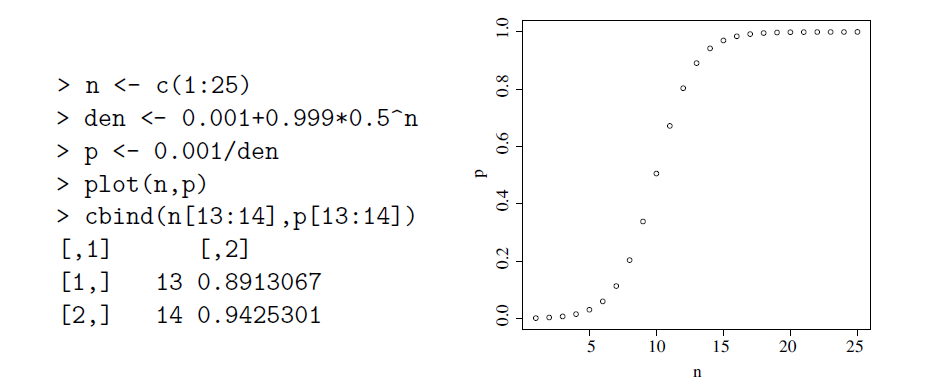 > n <- c(1:25)
> den <- 0.001+0.999*0.5^n
> p <- 0.001/den
> plot(n,p)
> cbind(n[13:14],p[13:14])
[,1] [,2]
[1,] 13 0.8913067
[2,] 14 0.9425301
1.0
0.8
0.6
0.4
0.2
0.0
p
5 10 15 20 25
n